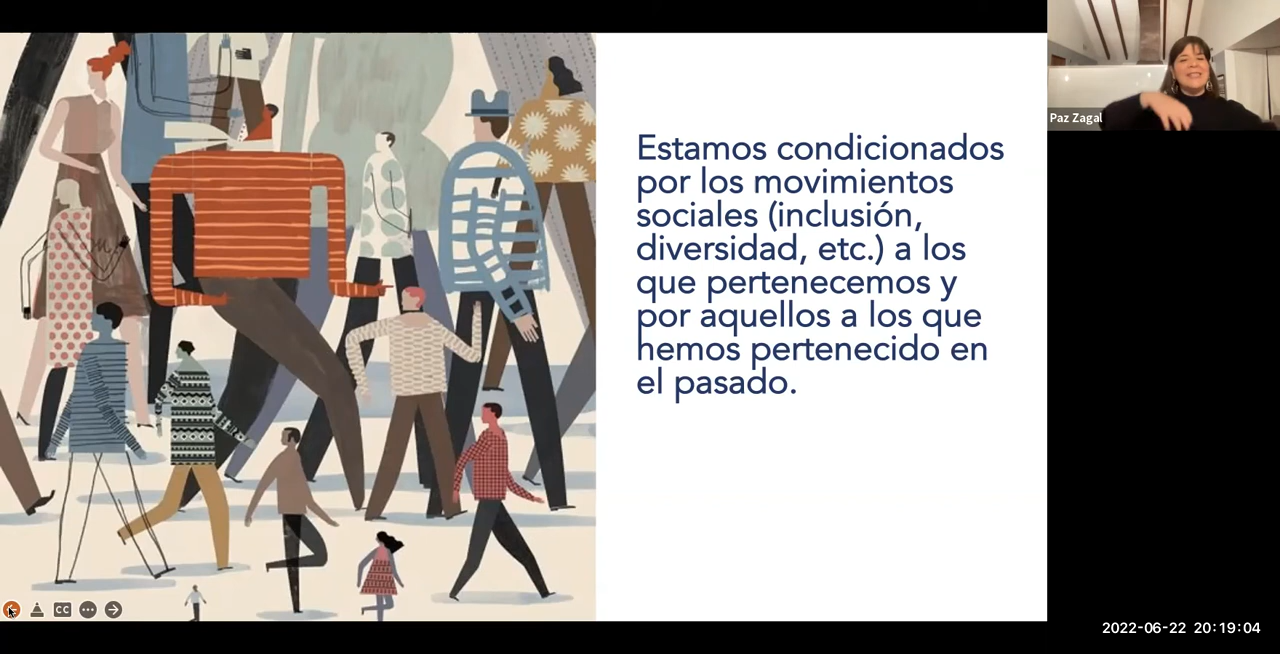 Estamos condicionados
por los movimientos
sociales (inclusión,
diversidad, etc.) a los
que pertenecemos y
por aquellos a los que
hemos pertenecido en
el pasado.
Paz Zagal
CC
2022-06-22 20:19:04